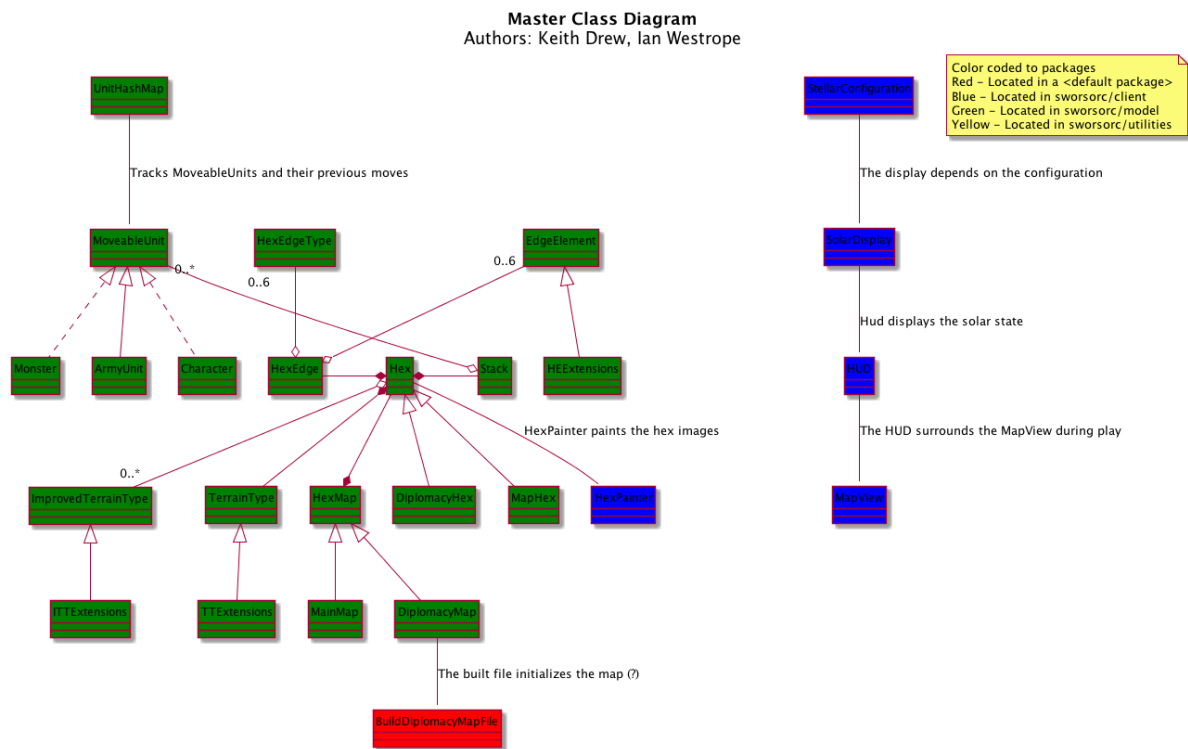 Master Class Diagram
Authors: Keith Drew, Ian Westrope
Color coded to packages
Red – Located in a <default package>
Blue – Located in sworsorc/client
Green – Located in sworsorc/model
Yellow – Located in sworsorc/utilities
UnitHashMap
StellarConfiguration
Tracks MoveableUnits and their previous moves
The display depends on the configuration
MoveableUnit
HexEdgeType
EdgeElement
SolarDisplay
0..*
0..6
0..6
Hud displays the solar state
Monster
ArmyUnit
Character
HexEdge
Hex
Stack
HEExtensions
HUD
HexPainter paints the hex images
The HUD surrounds the MapView during play
0..*
ImprovedTerrainType
TerrainType
HexMap
DiplomacyHex
MapHex
HexPainter
MapView
ITTExtensions
TTExtensions
MainMap
DiplomacyMap
The built file initializes the map (?)
BuildDiplomacyMapFile